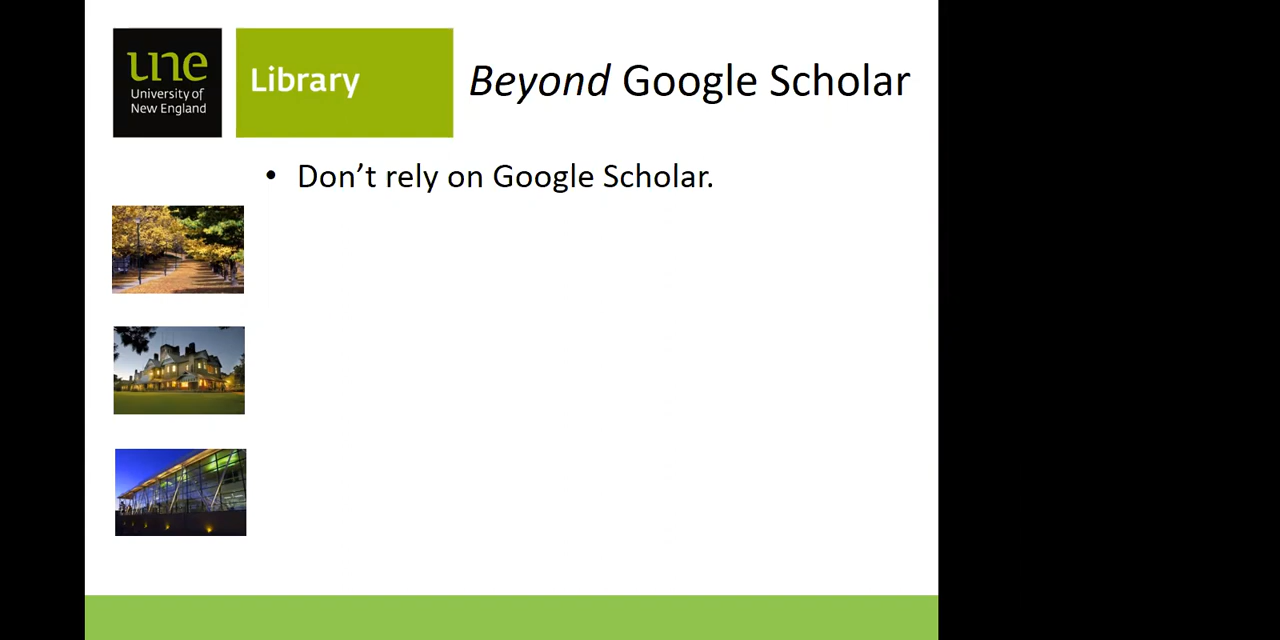 une
University of
New England
Library
Beyond Google Scholar
• Don’t rely on Google Scholar.